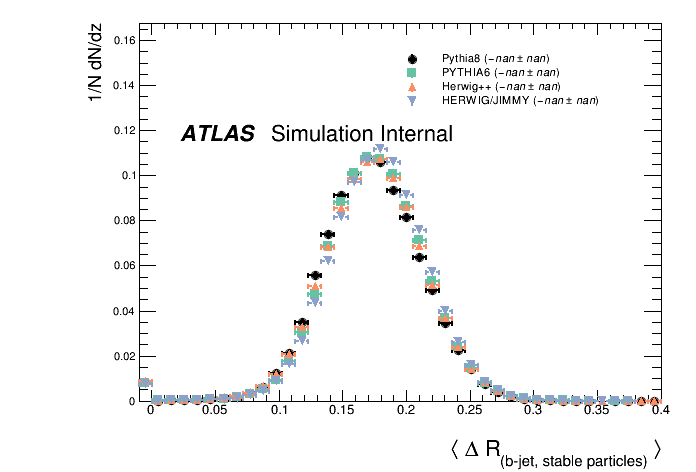 1/N dN/dz
0.16
0.14
0.12
0.1
0.08
0.06
0.04
0.02
0
Pythia8 (−nan ± nan)
PYTHIA6 (−nan ± nan)
Herwig++ (−nan ± nan)
HERWIG/JIMMY (−nan ± nan)
ATLAS Simulation Internal
0 0.05 0.1 0.15 0.2 0.25 0.3 0.35 0.4
⟨ Δ R(b-jet, stable particles) ⟩